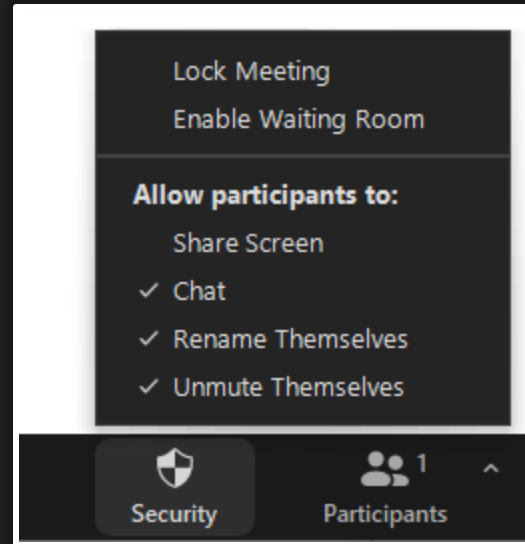 Lock Meeting
Enable Waiting Room
Allow participants to:
Share Screen
Chat
Rename Themselves
Unmute Themselves
1
Security Participants